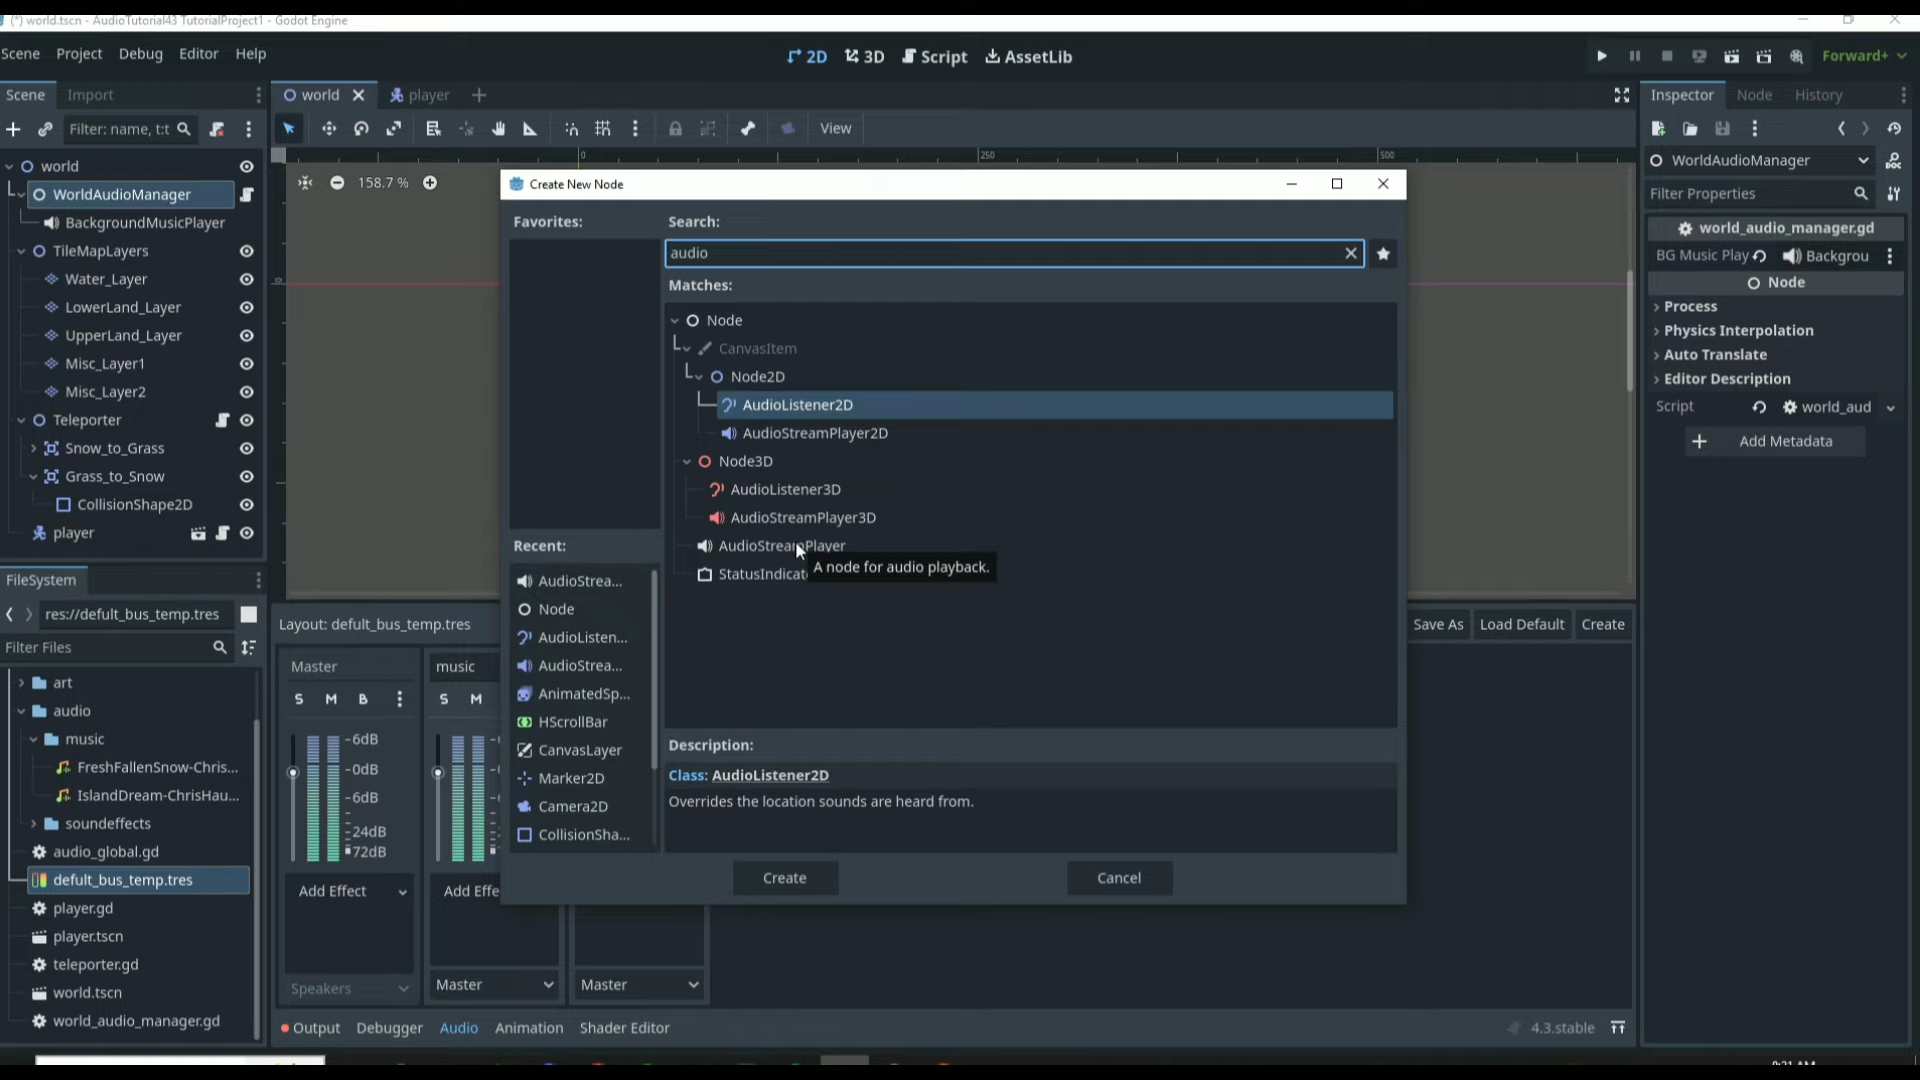 (*) world.tscn - AudioTutorial43 TutorialProject1 - Godot Engine
Scene Project Debug Editor Help
2D 3D Script AssetLib
Forward+
Scene Import
world player
Inspector Node History
Filter: name, t:t
View
0 250 500
WorldAudioManager
Filter Properties
world_audio_manager.gd
BG Music Play Backgrou
Node
Process
Physics Interpolation
Auto Translate
Editor Description
Script world_aud
Add Metadata
world
WorldAudioManager
BackgroundMusicPlayer
TileMapLayers
Water_Layer
LowerLand_Layer
UpperLand_Layer
Misc_Layer1
Misc_Layer2
Teleporter
Snow_to_Grass
Grass_to_Snow
CollisionShape2D
player
158.7 %
0
Create New Node
Favorites:
Search:
audio
Matches:
Node
CanvasItem
Node2D
AudioListener2D
AudioStreamPlayer2D
Node3D
AudioListener3D
AudioStreamPlayer3D
AudioStreamPlayer
StatusIndicat
A node for audio playback.
Recent:
AudioStrea...
Node
AudioListen...
AudioStrea...
AnimatedSp...
HScrollBar
CanvasLayer
Marker2D
Camera2D
CollisionSha...
Description:
Class: AudioListener2D
Overrides the location sounds are heard from.
Create Cancel
FileSystem
res://defult_bus_temp.tres
Filter Files
art
audio
music
FreshFallenSnow-Chris...
IslandDream-ChrisHau...
soundeffects
audio_global.gd
defult_bus_temp.tres
player.gd
player.tscn
teleporter.gd
world.tscn
world_audio_manager.gd
Layout: defult_bus_temp.tres
Save As Load Default Create
Master music
S M B S M
-6dB
-0dB
-6dB
-24dB
-72dB
Add Effect Add Effe
Speakers Master Master
Output Debugger Audio Animation Shader Editor
4.3.stable